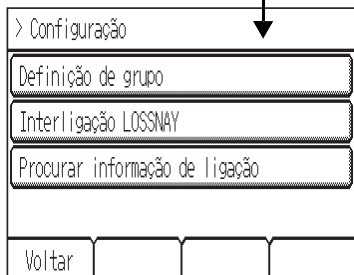 > Configuração
Definição de grupo
Interligação LOSSNAY
Procurar informação de ligação
Voltar